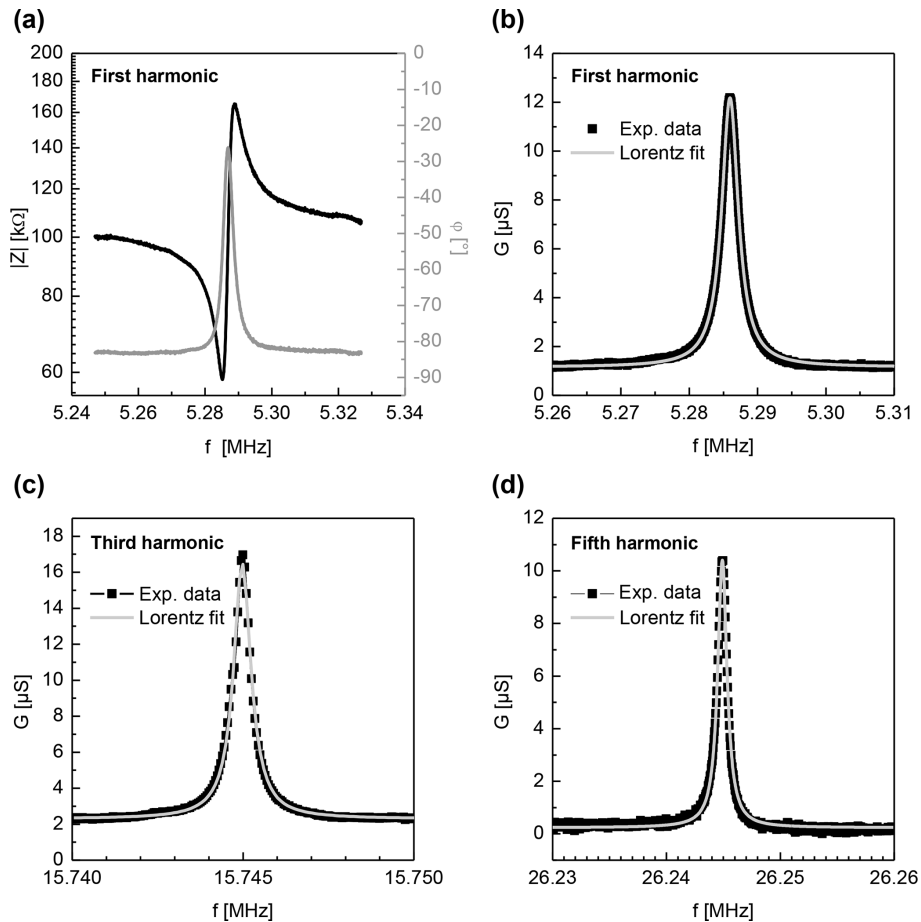 (a)
First harmonic
200
180
160
140
120
100
80
60
|Z| [kΩ]
0
-10
-20
-30
-40
-50
-60
-70
-80
-90
φ [°]
5.24 5.26 5.28 5.30 5.32 5.34
f [MHz]
(b)
First harmonic
Exp. data
Lorentz fit
14
12
10
8
6
4
2
0
G [µS]
5.26 5.27 5.28 5.29 5.30 5.31
f [MHz]
(c)
Third harmonic
Exp. data
Lorentz fit
18
16
14
12
10
8
6
4
2
0
G [µS]
15.740 15.745 15.750
f [MHz]
(d)
Fifth harmonic
Exp. data
Lorentz fit
12
10
8
6
4
2
0
G [µS]
26.23 26.24 26.25 26.26
f [MHz]